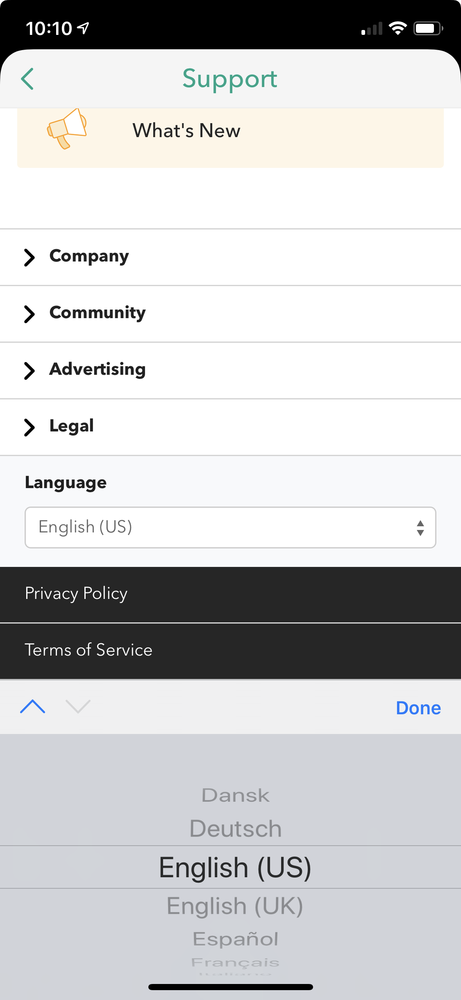 10:10
Support
What's New
Company
Community
Advertising
Legal
Language
English (US)
Privacy Policy
Terms of Service
Done
Dansk
Deutsch
English (US)
English (UK)
Español
Français
Italiano